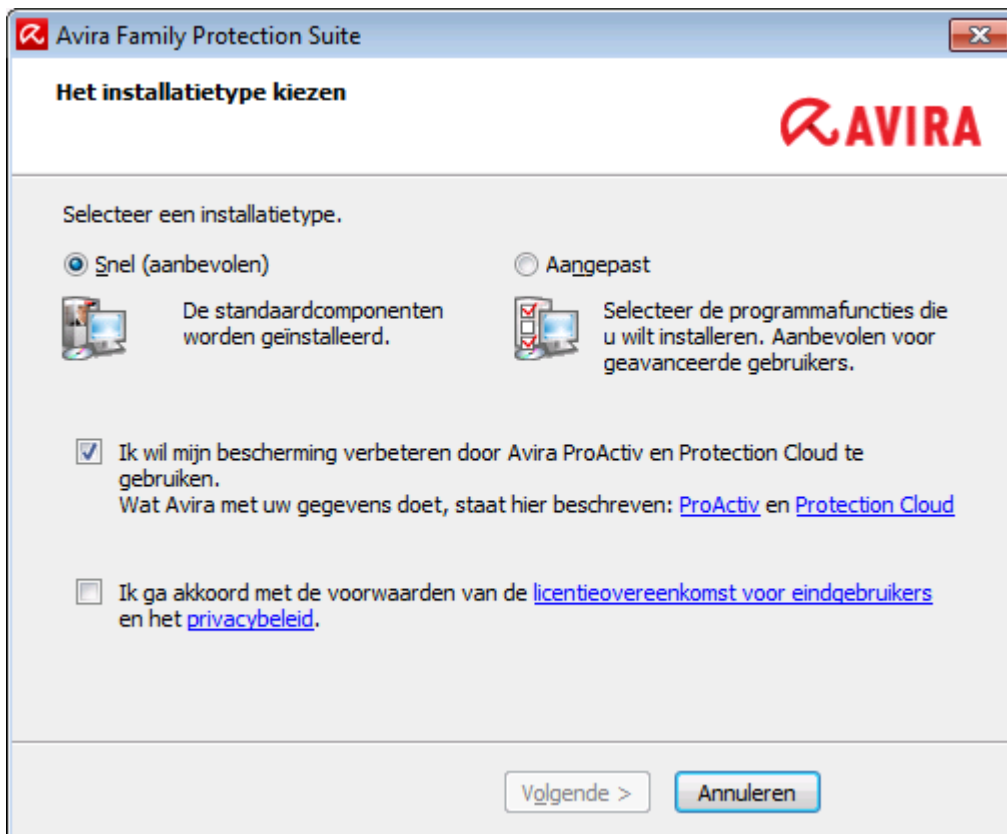 Avira Family Protection Suite
Het installatietype kiezen
AVIRA
Selecteer een installatietype.
Snel (aanbevolen)
De standaardcomponenten
worden geïnstalleerd.
Aangepast
Selecteer de programmafuncties die
u wilt installeren. Aanbevolen voor
geavanceerde gebruikers.
Ik wil mijn bescherming verbeteren door Avira ProActiv en Protection Cloud te
gebruiken.
Wat Avira met uw gegevens doet, staat hier beschreven: ProActiv en Protection Cloud
Ik ga akkoord met de voorwaarden van de licentieovereenkomst voor eindgebruikers
en het privacybeleid.
Volgende >
Annuleren